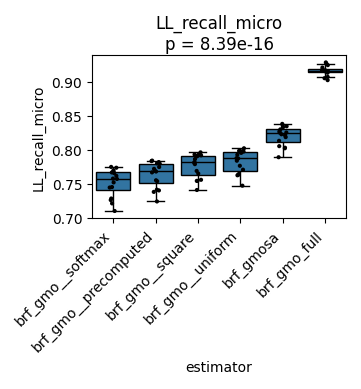 LL_recall_micro
p = 8.39e-16
LL_recall_micro
0.90
0.85
0.80
0.75
0.70
brf_gmo__softmax
brf_gmo__precomputed
brf_gmo__square
brf_gmo__uniform
brf_gmosa
brf_gmo_full
estimator